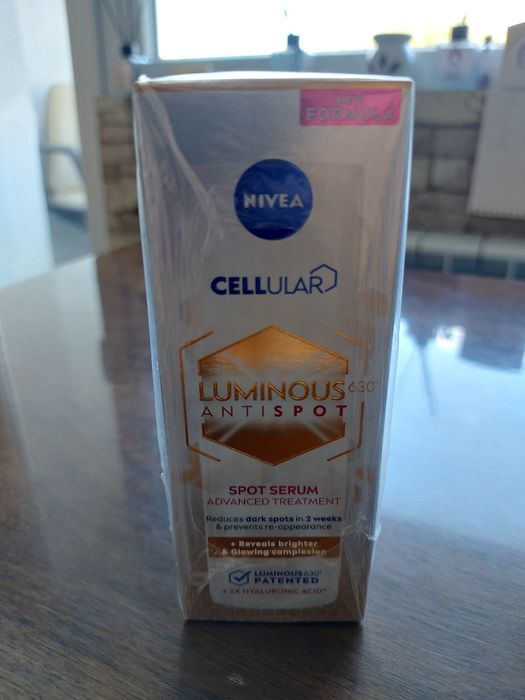 NEW
FORMULA
NIVEA
CELLULAR
LUMINOUS630®
ANTISPOT
SPOT SERUM
ADVANCED TREATMENT
Reduces dark spots in 2 weeks
& prevents re-appearance
+ Reveals brighter
& Glowing complexion
LUMINOUS630®
PATENTED
+ 2X HYALURONIC ACID*